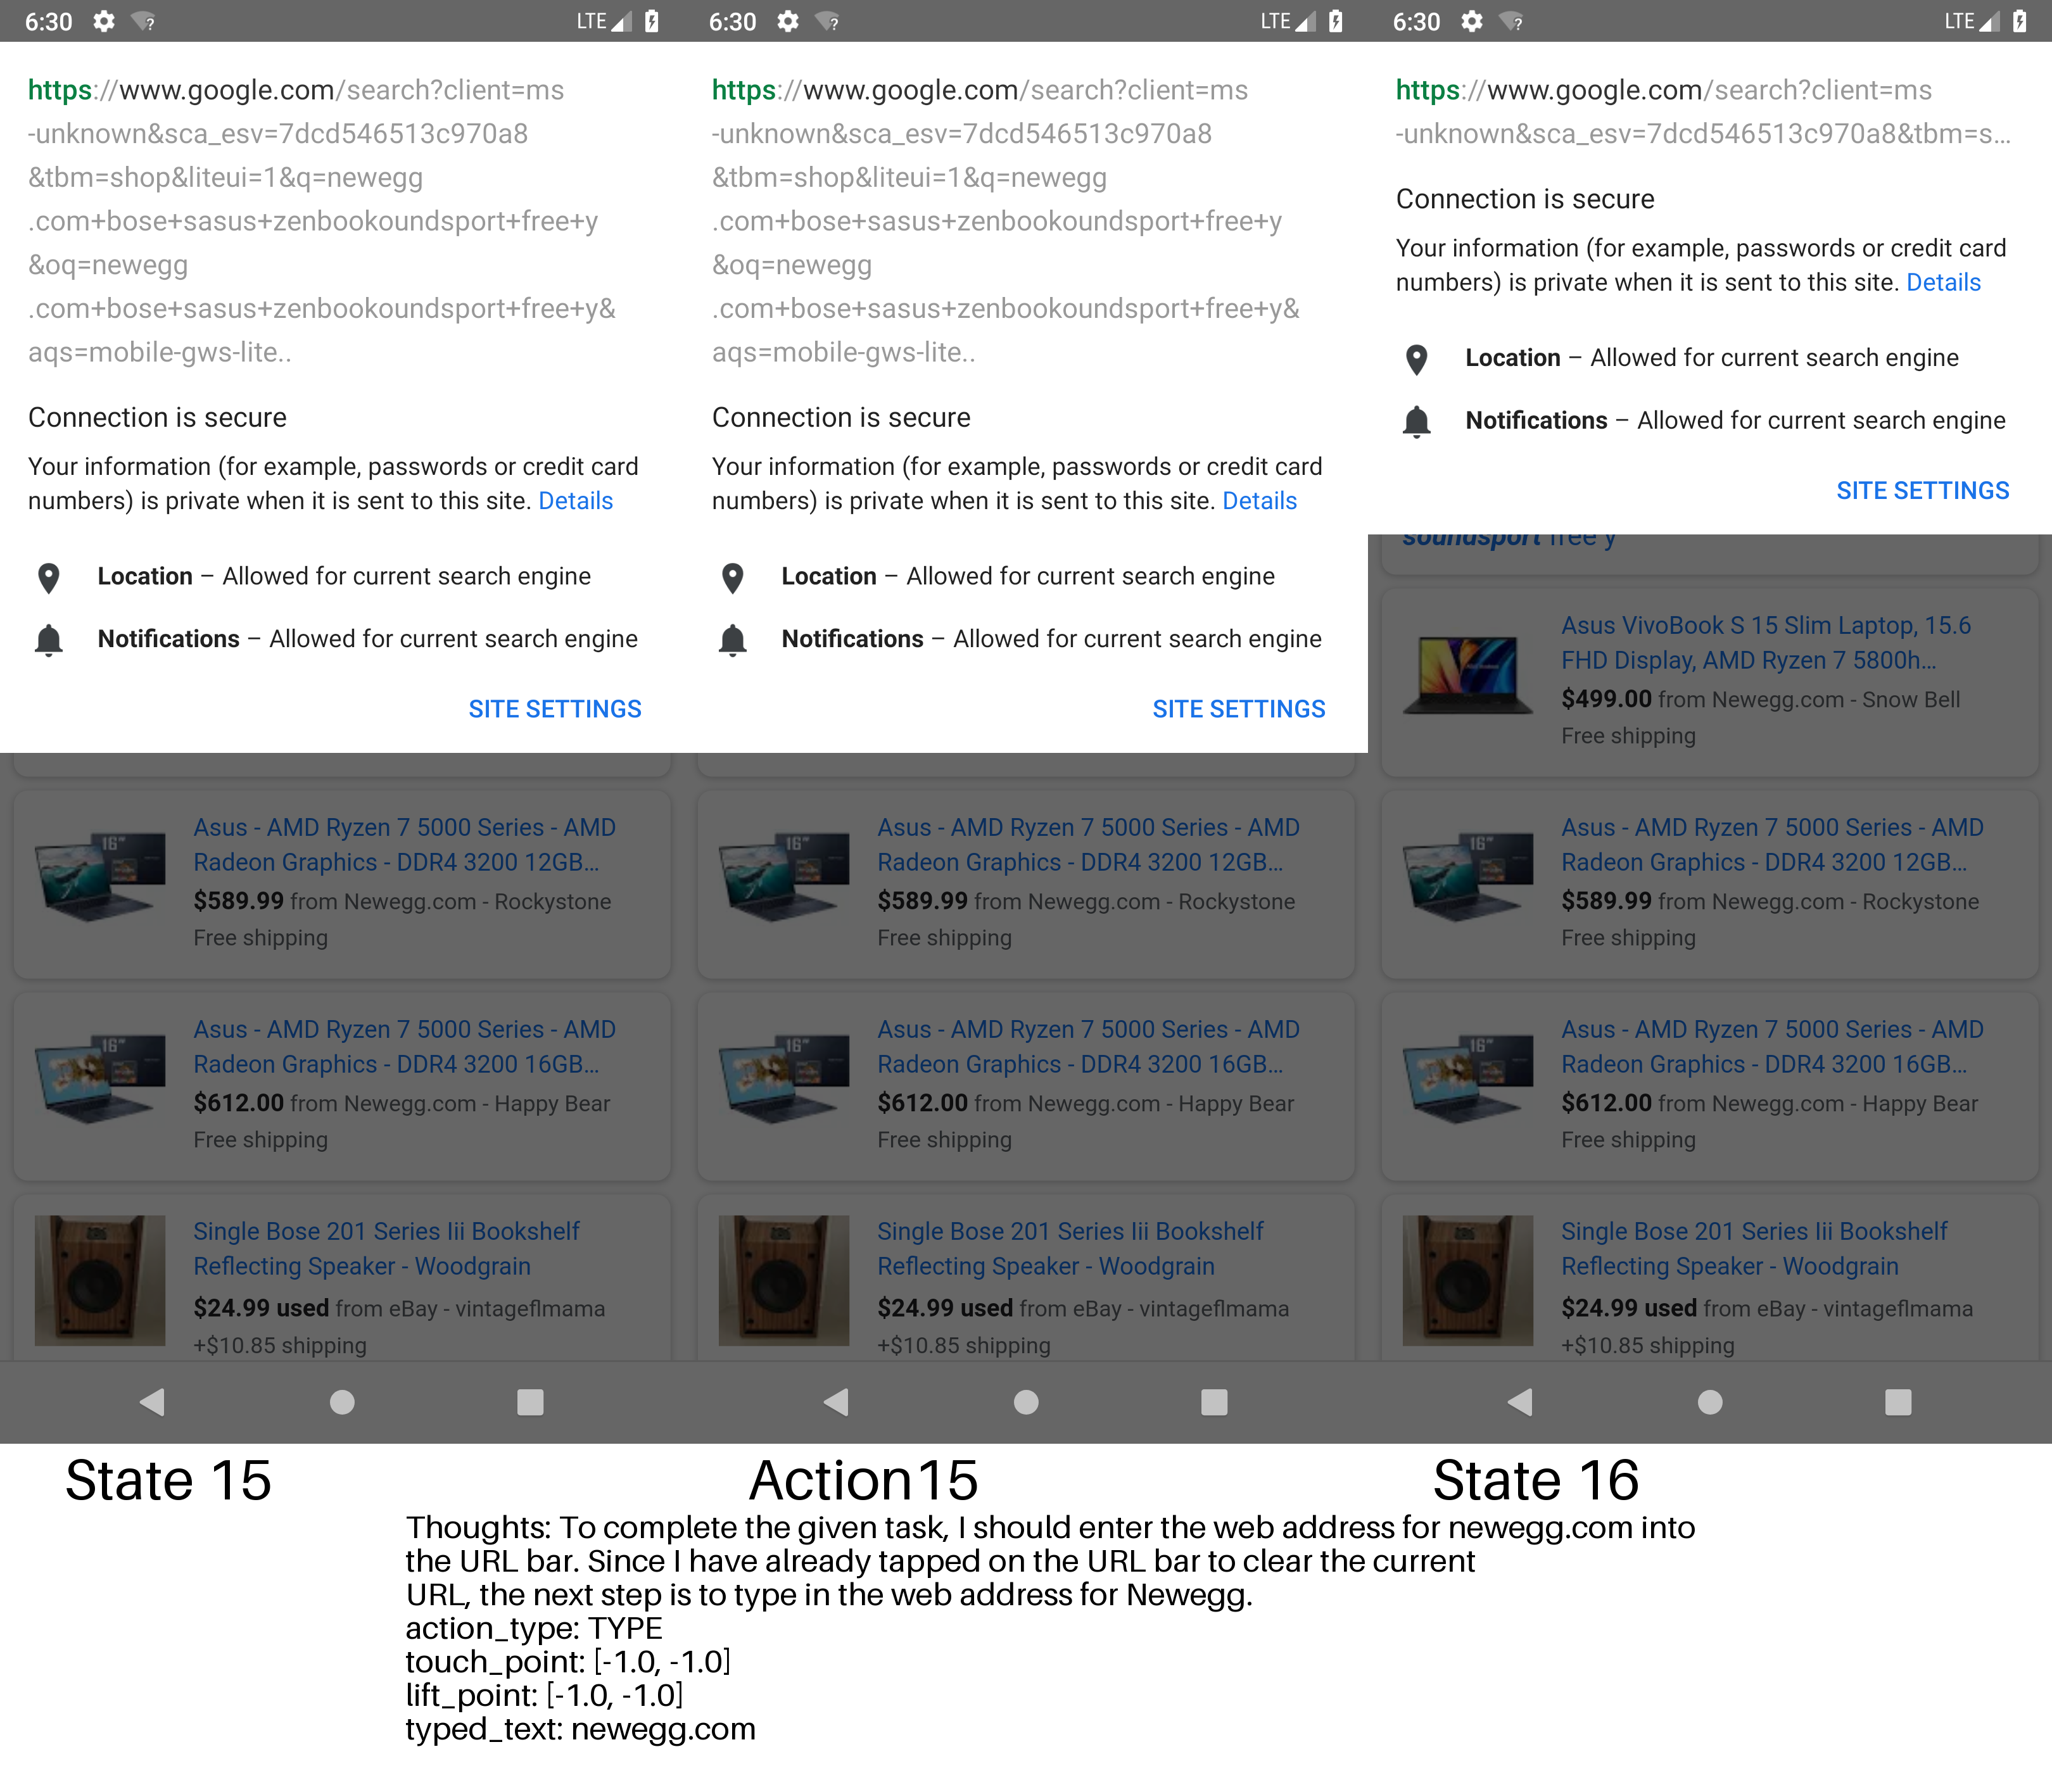 6:30
LTE
https://www.google.com/search?client=ms
-unknown&sca_esv=7dcd546513c970a8
&tbm=shop&liteui=1&q=newegg
.com+bose+sasus+zenbookoundsport+free+y
&oq=newegg
.com+bose+sasus+zenbookoundsport+free+y&
aqs=mobile-gws-lite..
Connection is secure
Your information (for example, passwords or credit card
numbers) is private when it is sent to this site. Details
Location – Allowed for current search engine
Notifications – Allowed for current search engine
SITE SETTINGS
Asus - AMD Ryzen 7 5000 Series - AMD
Radeon Graphics - DDR4 3200 12GB...
$589.99 from Newegg.com - Rockystone
Free shipping
16"
Asus - AMD Ryzen 7 5000 Series - AMD
Radeon Graphics - DDR4 3200 16GB...
$612.00 from Newegg.com - Happy Bear
Free shipping
16"
Single Bose 201 Series Iii Bookshelf
Reflecting Speaker - Woodgrain
$24.99 used from eBay - vintageflmama
+$10.85 shipping
6:30
LTE
https://www.google.com/search?client=ms
-unknown&sca_esv=7dcd546513c970a8
&tbm=shop&liteui=1&q=newegg
.com+bose+sasus+zenbookoundsport+free+y
&oq=newegg
.com+bose+sasus+zenbookoundsport+free+y&
aqs=mobile-gws-lite..
Connection is secure
Your information (for example, passwords or credit card
numbers) is private when it is sent to this site. Details
Location – Allowed for current search engine
Notifications – Allowed for current search engine
SITE SETTINGS
Asus - AMD Ryzen 7 5000 Series - AMD
Radeon Graphics - DDR4 3200 12GB...
$589.99 from Newegg.com - Rockystone
Free shipping
16"
Asus - AMD Ryzen 7 5000 Series - AMD
Radeon Graphics - DDR4 3200 16GB...
$612.00 from Newegg.com - Happy Bear
Free shipping
16"
Single Bose 201 Series Iii Bookshelf
Reflecting Speaker - Woodgrain
$24.99 used from eBay - vintageflmama
+$10.85 shipping
6:30
LTE
https://www.google.com/search?client=ms
-unknown&sca_esv=7dcd546513c970a8&tbm=s...
Connection is secure
Your information (for example, passwords or credit card
numbers) is private when it is sent to this site. Details
Location – Allowed for current search engine
Notifications – Allowed for current search engine
SITE SETTINGS
soundsport free y
Asus VivoBook S 15 Slim Laptop, 15.6
FHD Display, AMD Ryzen 7 5800h...
$499.00 from Newegg.com - Snow Bell
Free shipping
Asus - AMD Ryzen 7 5000 Series - AMD
Radeon Graphics - DDR4 3200 12GB...
$589.99 from Newegg.com - Rockystone
Free shipping
16"
Asus - AMD Ryzen 7 5000 Series - AMD
Radeon Graphics - DDR4 3200 16GB...
$612.00 from Newegg.com - Happy Bear
Free shipping
16"
Single Bose 201 Series Iii Bookshelf
Reflecting Speaker - Woodgrain
$24.99 used from eBay - vintageflmama
+$10.85 shipping
State 15
Action15
State 16
Thoughts: To complete the given task, I should enter the web address for newegg.com into
the URL bar. Since I have already tapped on the URL bar to clear the current
URL, the next step is to type in the web address for Newegg.
action_type: TYPE
touch_point: [-1.0, -1.0]
lift_point: [-1.0, -1.0]
typed_text: newegg.com